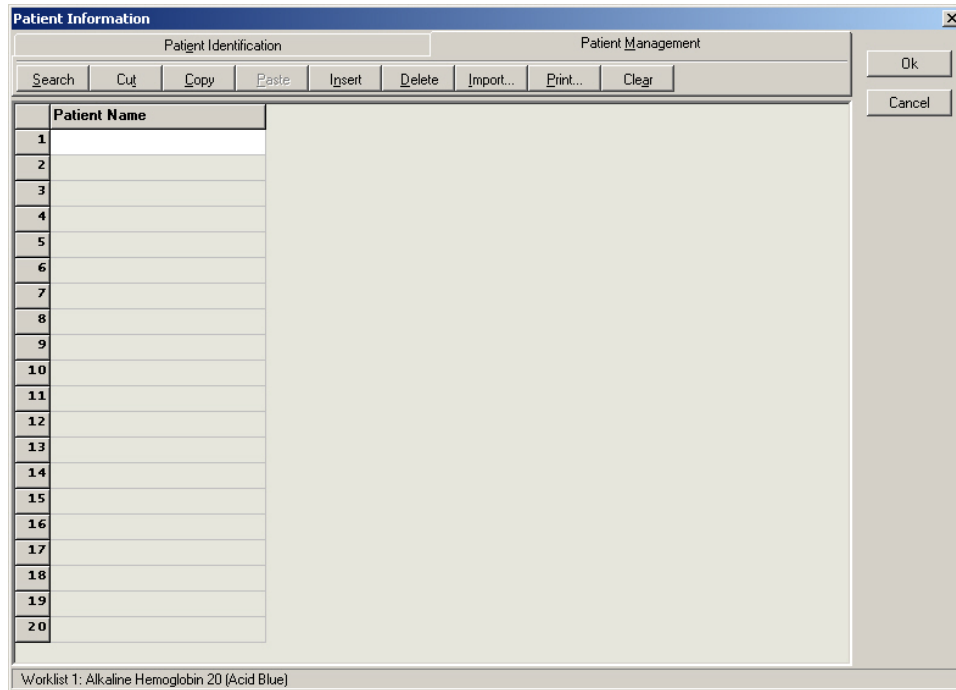 Patient Information
Patient Identification
Patient Management
Search Cut Copy Paste Insert Delete Import... Print... Clear
Ok
Cancel
Patient Name
1
2
3
4
5
6
7
8
9
10
11
12
13
14
15
16
17
18
19
20
Worklist 1: Alkaline Hemoglobin 20 (Acid Blue)